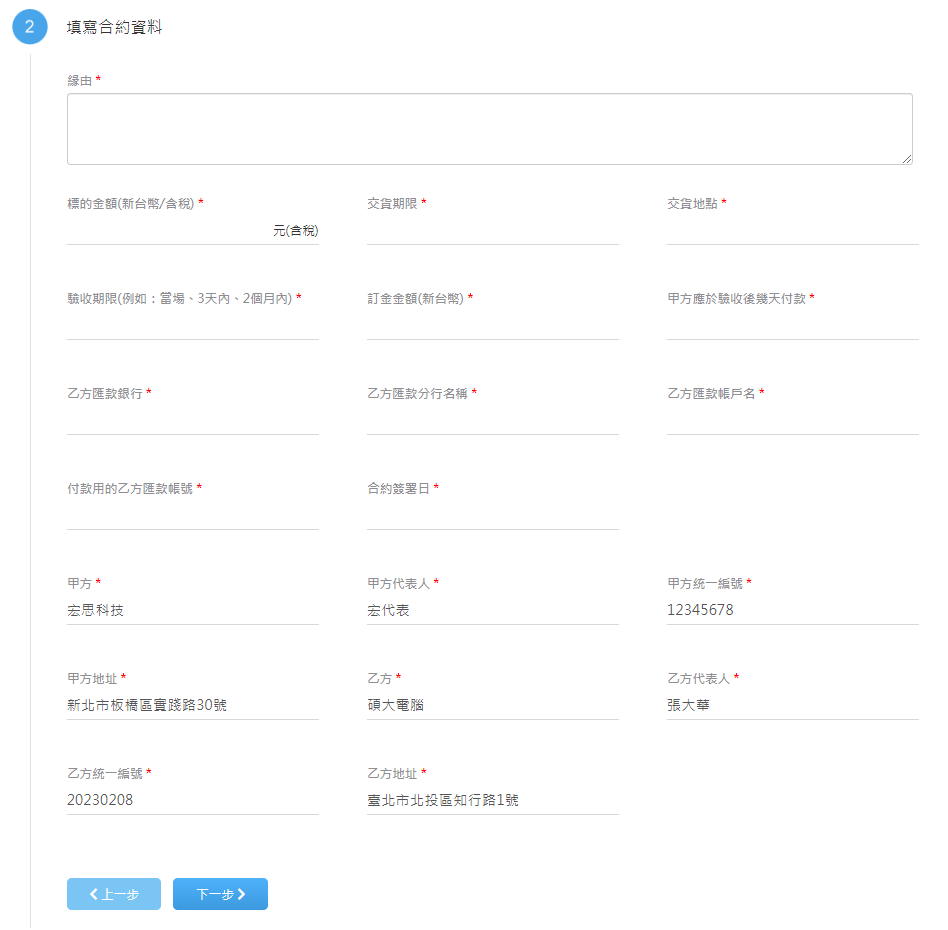 2 填寫合約資料
緣由 *
標的金額(新台幣/含稅) * 交貨期限 * 交貨地點 *
元(含稅)
驗收期限(例如：當場、3天內、2個月內) * 訂金金額(新台幣) * 甲方應於驗收後幾天付款 *
乙方匯款銀行 * 乙方匯款分行名稱 * 乙方匯款帳戶名 *
付款用的乙方匯款帳號 * 合約簽署日 *
甲方 * 甲方代表人 * 甲方統一編號 *
宏思科技 宏代表 12345678
甲方地址 * 乙方 * 乙方代表人 *
新北市板橋區實踐路30號 碩大電腦 張大華
乙方統一編號 * 乙方地址 *
20230208 臺北市北投區知行路1號
上一步 下一步